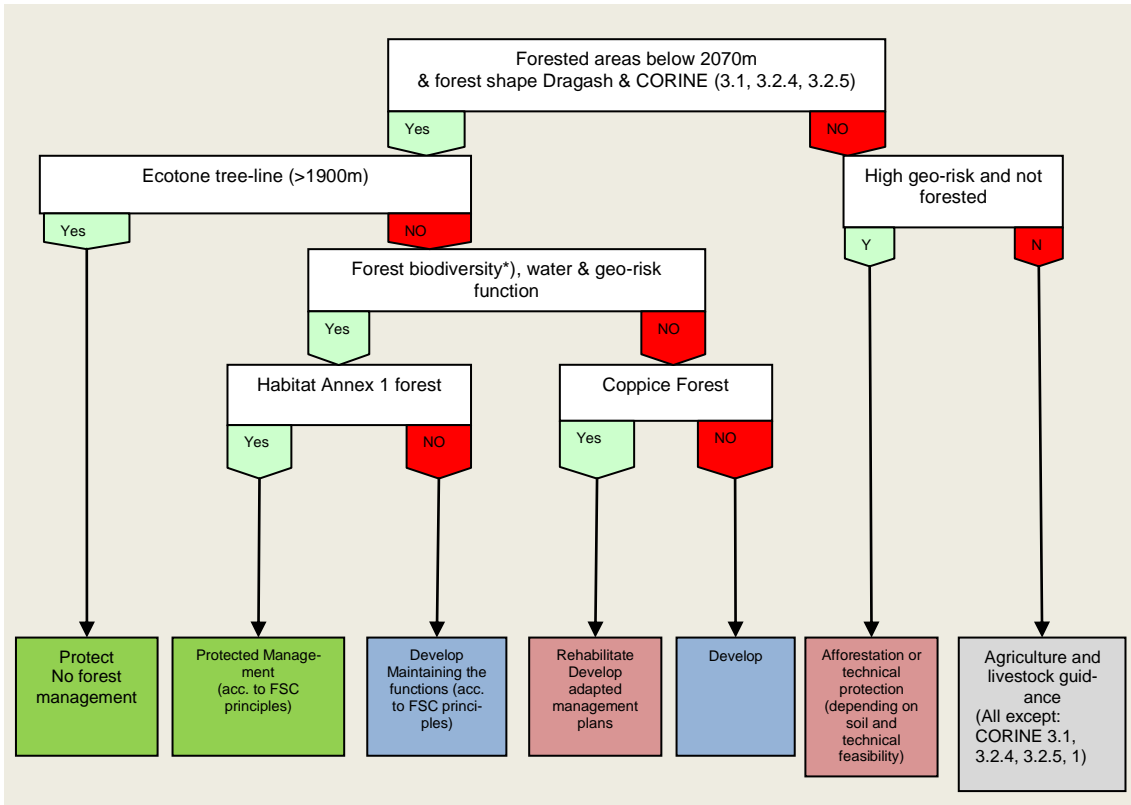 Forested areas below 2070m
& forest shape Dragash & CORINE (3.1, 3.2.4, 3.2.5)
Yes
NO
Ecotone tree-line (>1900m)
High geo-risk and not
forested
Yes
NO
Y
N
Forest biodiversity*), water & geo-risk
function
Yes
NO
Habitat Annex 1 forest
Coppice Forest
Yes
NO
Yes
NO
Protect
No forest
management
Protected Manage-
ment
(acc. to FSC
principles)
Develop
Maintaining the
functions (acc.
to FSC princi-
ples)
Rehabilitate
Develop
adapted
management
plans
Develop
Afforestation or
technical
protection
(depending on
soil and
technical
feasibility)
Agriculture and
livestock guid-
ance
(All except:
CORINE 3.1,
3.2.4, 3.2.5, 1)